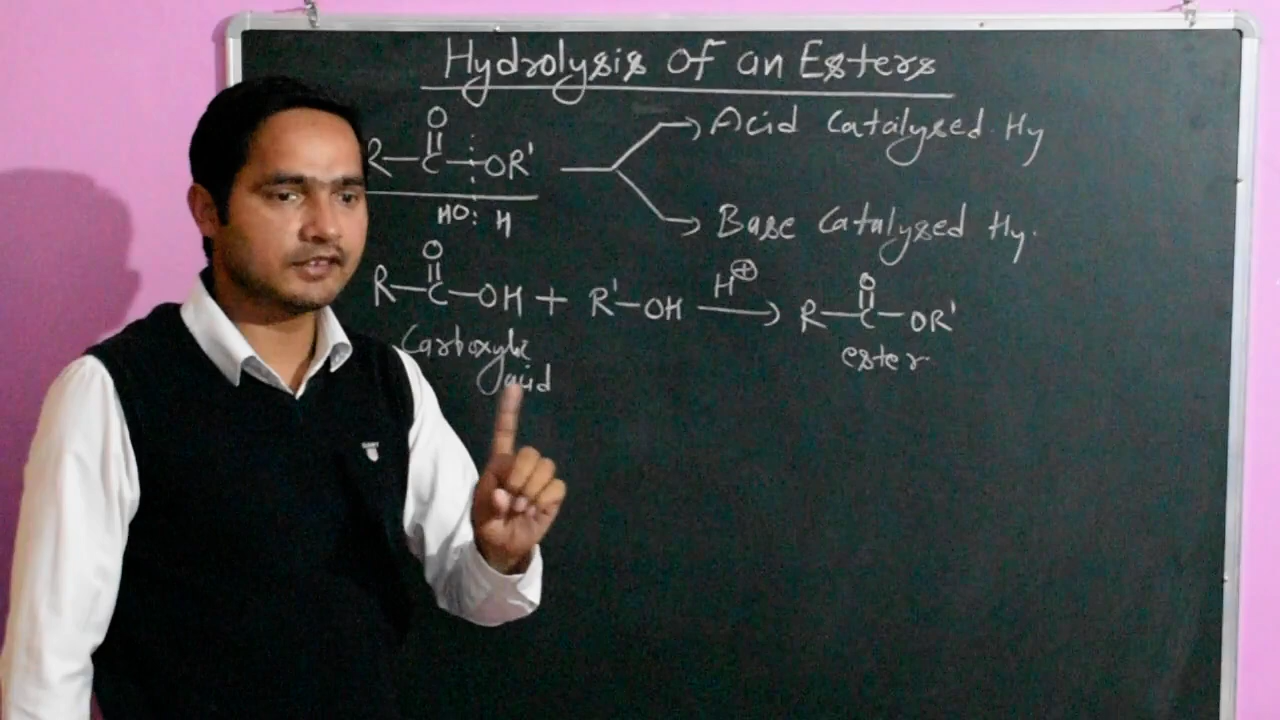 Hydrolysis of an Esters
O
R—C—OR' → Acid Catalysed Hy
HO: H
→ Base Catalysed Hy.
O
R—C—OH + R'—OH —H⊕→ R—C—OR'
O
Carboxylic acid
ester